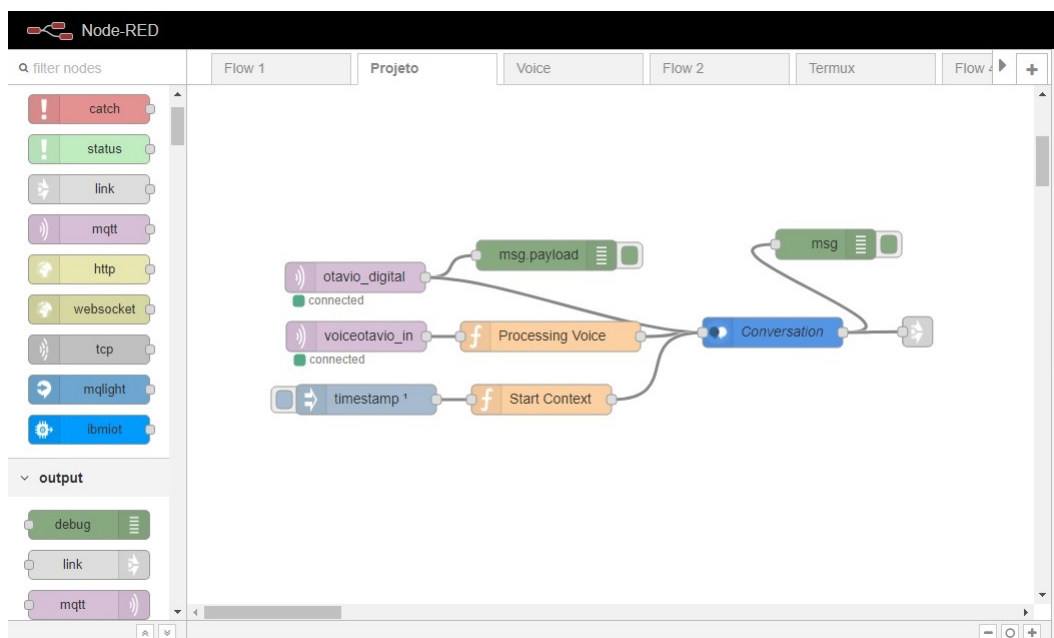 Node-RED
filter nodes
Flow 1
Projeto
Voice
Flow 2
Termux
Flow 4
+
catch
status
link
mqtt
http
websocket
tcp
mqlight
ibmiot
output
debug
link
mqtt
msg.payload
msg
otavio_digital
connected
voiceotavio_in
Processing Voice
Conversation
connected
timestamp ¹
Start Context